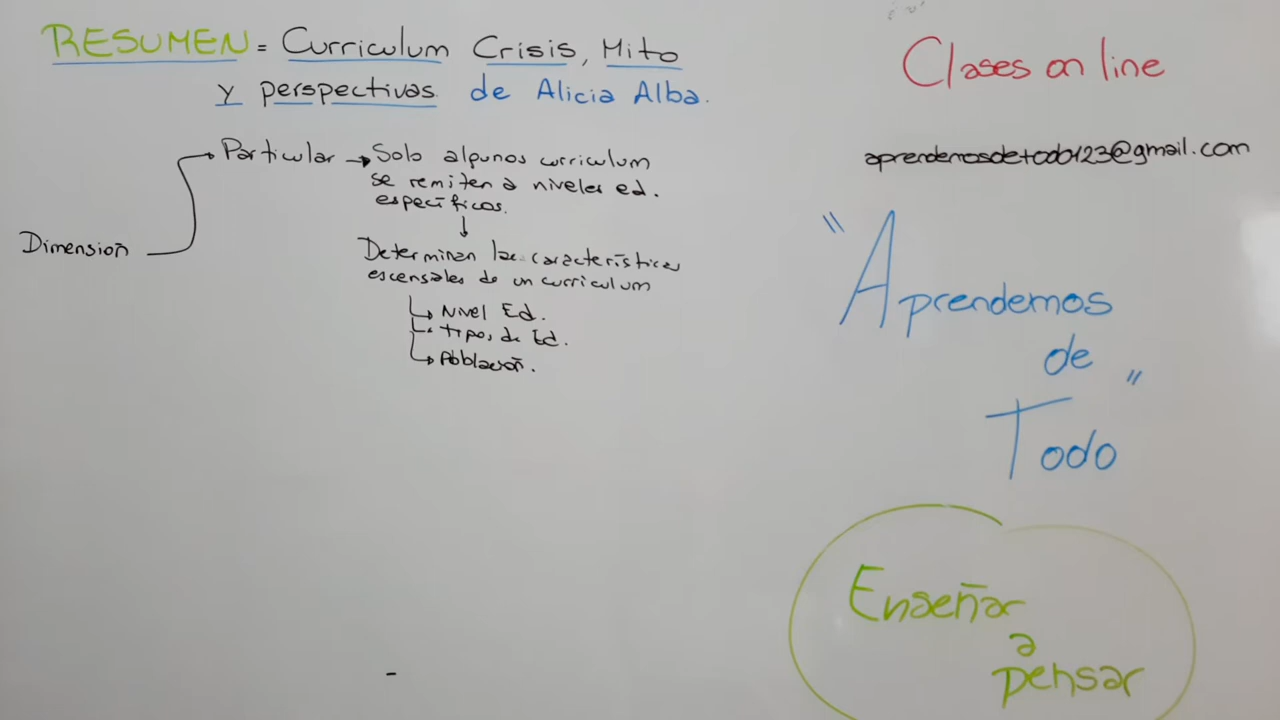 RESUMEN = Curriculum Crisis, Mito
y perspectivas de Alicia Alba.
Dimensión
Particular → Solo algunos curriculum
se remiten a niveles ed.
específicos.
Determinan las características
escensales de un curriculum
Nivel Ed.
tipos de Ed.
Población.
Clases on line
aprendemosdetodo123@gmail.com
"Aprendemos
de
Todo"
Enseñar
a
pensar